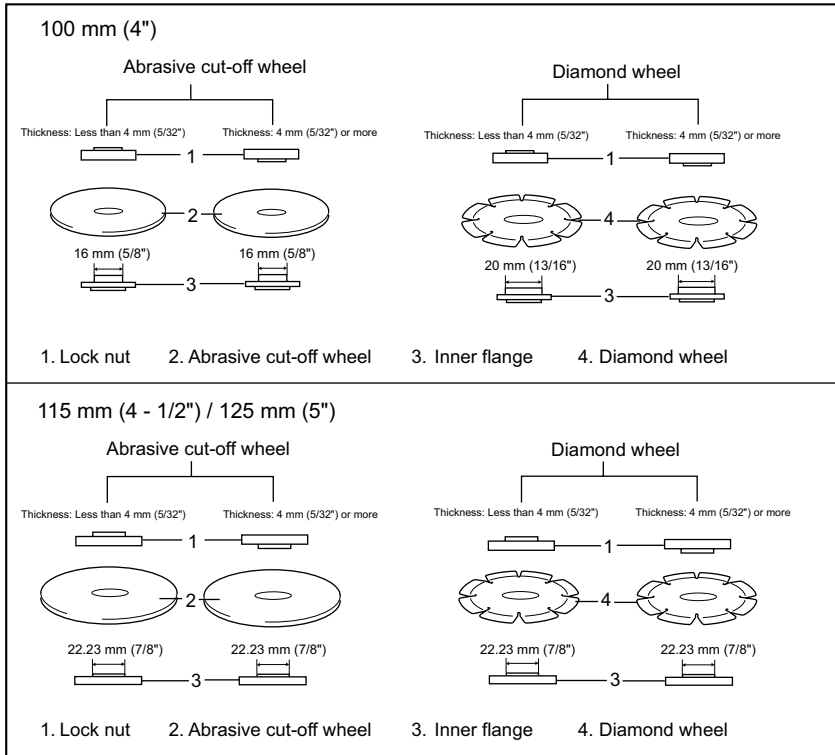 100 mm (4")
Abrasive cut-off wheel
Diamond wheel
Thickness: Less than 4 mm (5/32")
Thickness: 4 mm (5/32") or more
Thickness: Less than 4 mm (5/32")
Thickness: 4 mm (5/32") or more
1
1
2
4
16 mm (5/8")
16 mm (5/8")
20 mm (13/16")
20 mm (13/16")
3
3
1. Lock nut 2. Abrasive cut-off wheel 3. Inner flange 4. Diamond wheel
115 mm (4 - 1/2") / 125 mm (5")
Abrasive cut-off wheel
Diamond wheel
Thickness: Less than 4 mm (5/32")
Thickness: 4 mm (5/32") or more
Thickness: Less than 4 mm (5/32")
Thickness: 4 mm (5/32") or more
1
1
2
4
22.23 mm (7/8")
22.23 mm (7/8")
22.23 mm (7/8")
22.23 mm (7/8")
3
3
1. Lock nut 2. Abrasive cut-off wheel 3. Inner flange 4. Diamond wheel